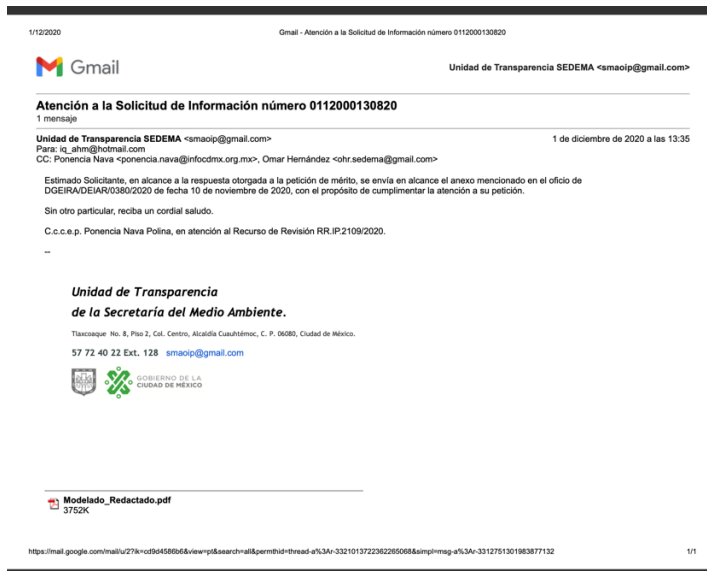 1/12/2020
Gmail - Atención a la Solicitud de Información número 0112000130820
Gmail
Unidad de Transparencia SEDEMA <smaoip@gmail.com>
Atención a la Solicitud de Información número 0112000130820
1 mensaje
Unidad de Transparencia SEDEMA <smaoip@gmail.com>
1 de diciembre de 2020 a las 13:35
Para: iq_ahm@hotmail.com
CC: Ponencia Nava <ponencia.nava@infocdmx.org.mx>, Omar Hernández <ohr.sedema@gmail.com>
Estimado Solicitante, en alcance a la respuesta otorgada a la petición de mérito, se envía en alcance el anexo mencionado en el oficio de
DGEIRA/DEIAR/0380/2020 de fecha 10 de noviembre de 2020, con el propósito de cumplimentar la atención a su petición.
Sin otro particular, reciba un cordial saludo.
C.c.c.e.p. Ponencia Nava Polina, en atención al Recurso de Revisión RR.IP.2109/2020.
--
Unidad de Transparencia
de la Secretaría del Medio Ambiente.
Tlaxcoaque No. 8, Piso 2, Col. Centro, Alcaldía Cuauhtémoc, C. P. 06080, Ciudad de México.
57 72 40 22 Ext. 128 smaoip@gmail.com
GOBIERNO DE LA
CIUDAD DE MÉXICO
Modelado_Redactado.pdf
3752K
https://mail.google.com/mail/u/2?ik=cd9d4586b6&view=pt&search=all&permthid=thread-a%3Ar-3321013722362265068&simpl=msg-a%3Ar-3312751301983877132
1/1